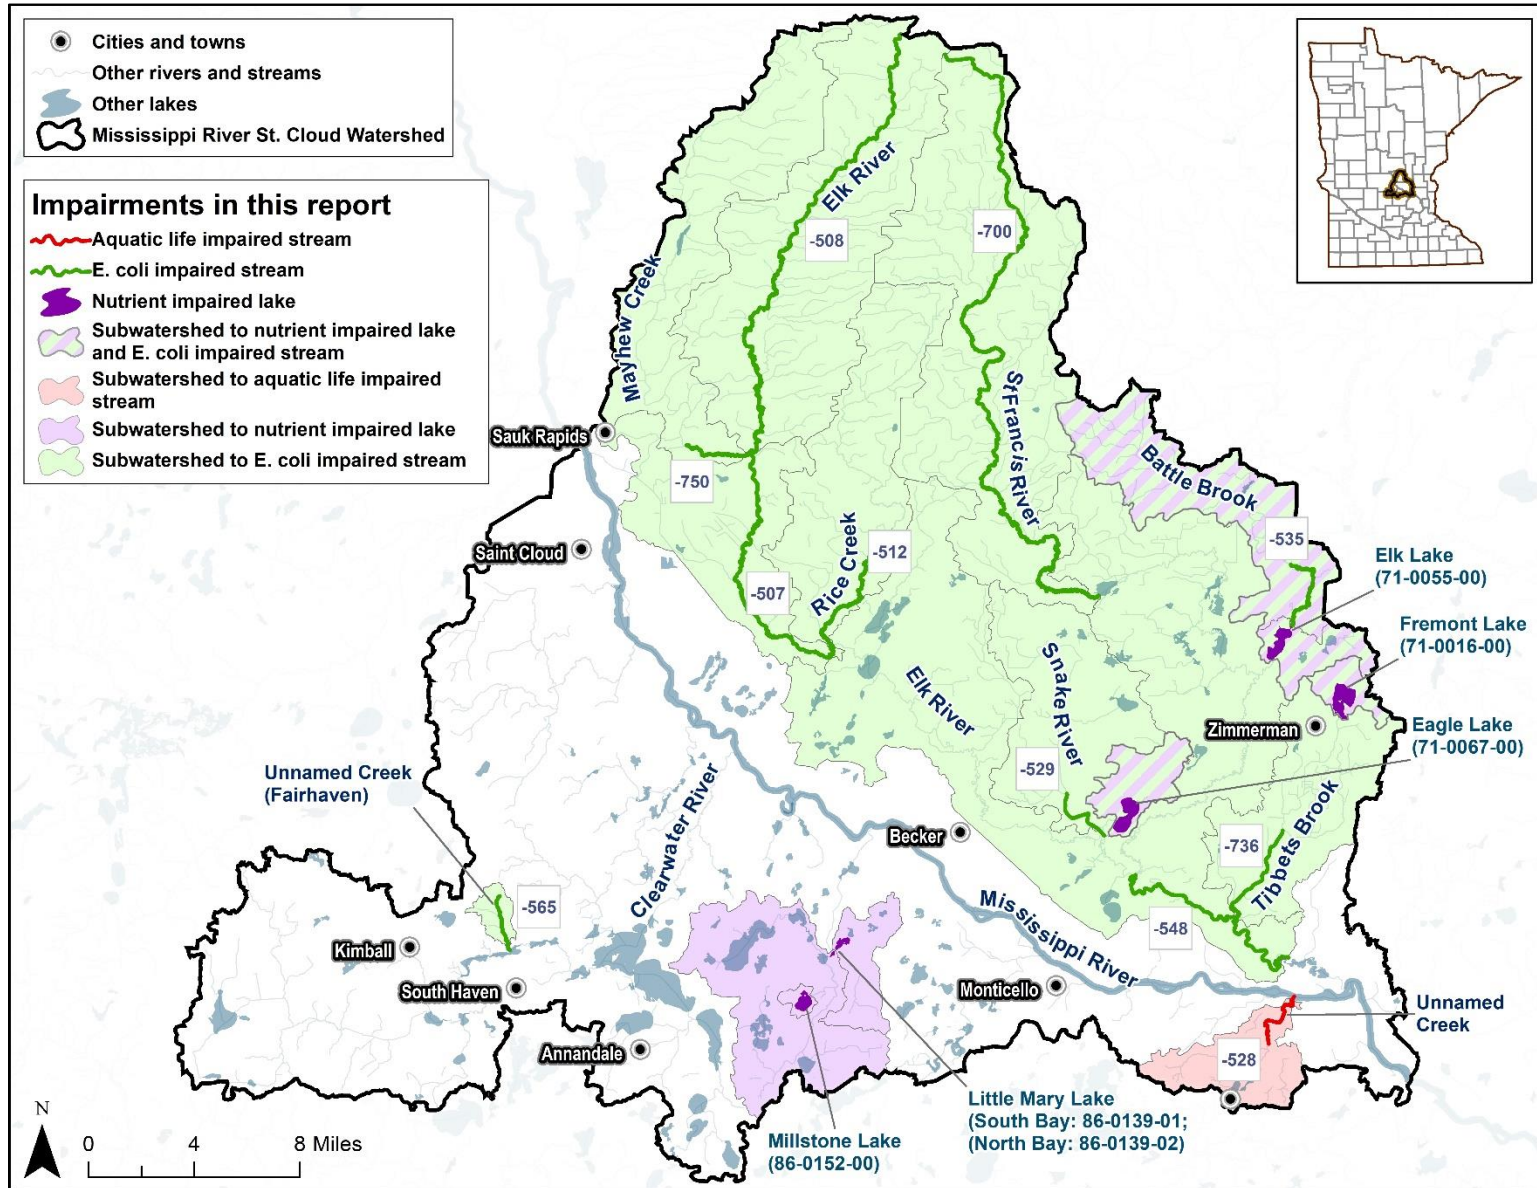 Cities and towns
Other rivers and streams
Other lakes
Mississippi River St. Cloud Watershed
Impairments in this report
Aquatic life impaired stream
E. coli impaired stream
Nutrient impaired lake
Subwatershed to nutrient impaired lake
and E. coli impaired stream
Subwatershed to aquatic life impaired
stream
Subwatershed to nutrient impaired lake
Subwatershed to E. coli impaired stream
Elk River
-508
-700
Mayhew Creek
St Francis River
Sauk Rapids
Battle Brook
-750
Saint Cloud
Rice Creek
-512
-535
Elk Lake
(71-0055-00)
-507
Fremont Lake
(71-0016-00)
Snake River
Elk River
Zimmerman
Eagle Lake
(71-0067-00)
Unnamed Creek
(Fairhaven)
-529
Clearwater River
Becker
-736
Tibbets Brook
-565
Mississippi River
-548
Kimball
South Haven
Monticello
Unnamed
Creek
Annandale
-528
Little Mary Lake
(South Bay: 86-0139-01;
(North Bay: 86-0139-02)
Millstone Lake
(86-0152-00)
N
0 4 8 Miles